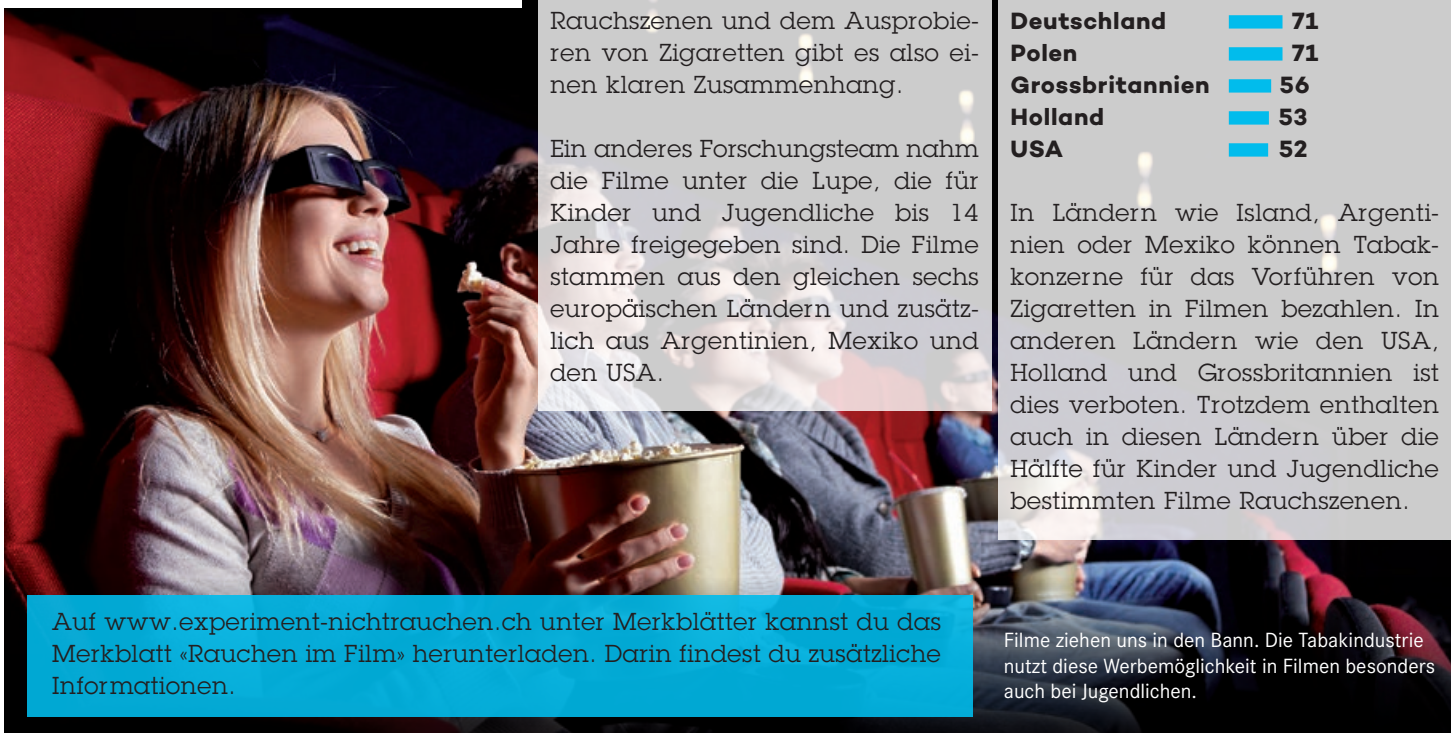 Rauchszenen und dem Ausprobie-
ren von Zigaretten gibt es also ei-
nen klaren Zusammenhang.
Ein anderes Forschungsteam nahm
die Filme unter die Lupe, die für
Kinder und Jugendliche bis 14
Jahre freigegeben sind. Die Filme
stammen aus den gleichen sechs
europäischen Ländern und zusätz-
lich aus Argentinien, Mexiko und
den USA.
Deutschland 71
Polen 71
Grossbritannien 56
Holland 53
USA 52
In Ländern wie Island, Argenti-
nien oder Mexiko können Tabak-
konzerne für das Vorführen von
Zigaretten in Filmen bezahlen. In
anderen Ländern wie den USA,
Holland und Grossbritannien ist
dies verboten. Trotzdem enthalten
auch in diesen Ländern über die
Hälfte für Kinder und Jugendliche
bestimmten Filme Rauchszenen.
Auf www.experiment-nichtrauchen.ch unter Merkblätter kannst du das
Merkblatt «Rauchen im Film» herunterladen. Darin findest du zusätzliche
Informationen.
Filme ziehen uns in den Bann. Die Tabakindustrie
nutzt diese Werbemöglichkeit in Filmen besonders
auch bei Jugendlichen.